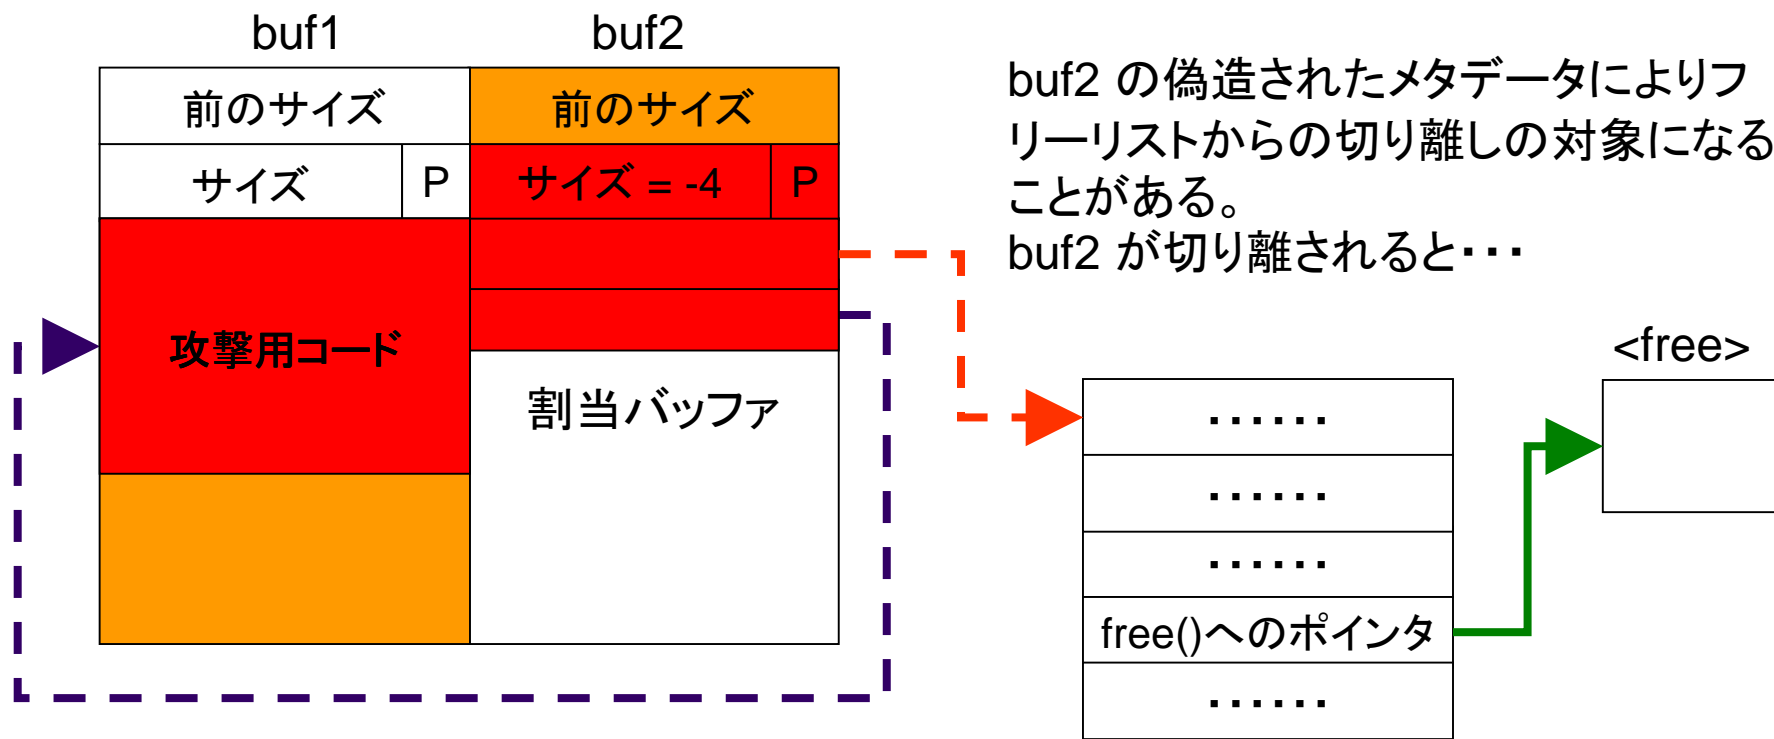 buf1
buf2
前のサイズ
前のサイズ
サイズ
P
サイズ = -4
P
攻撃用コード
割当バッファ
buf2 の偽造されたメタデータによりフ
リーリストからの切り離しの対象になる
ことがある。
buf2 が切り離されると・・・
<free>
・・・・・・
・・・・・・
・・・・・・
free()へのポインタ
・・・・・・